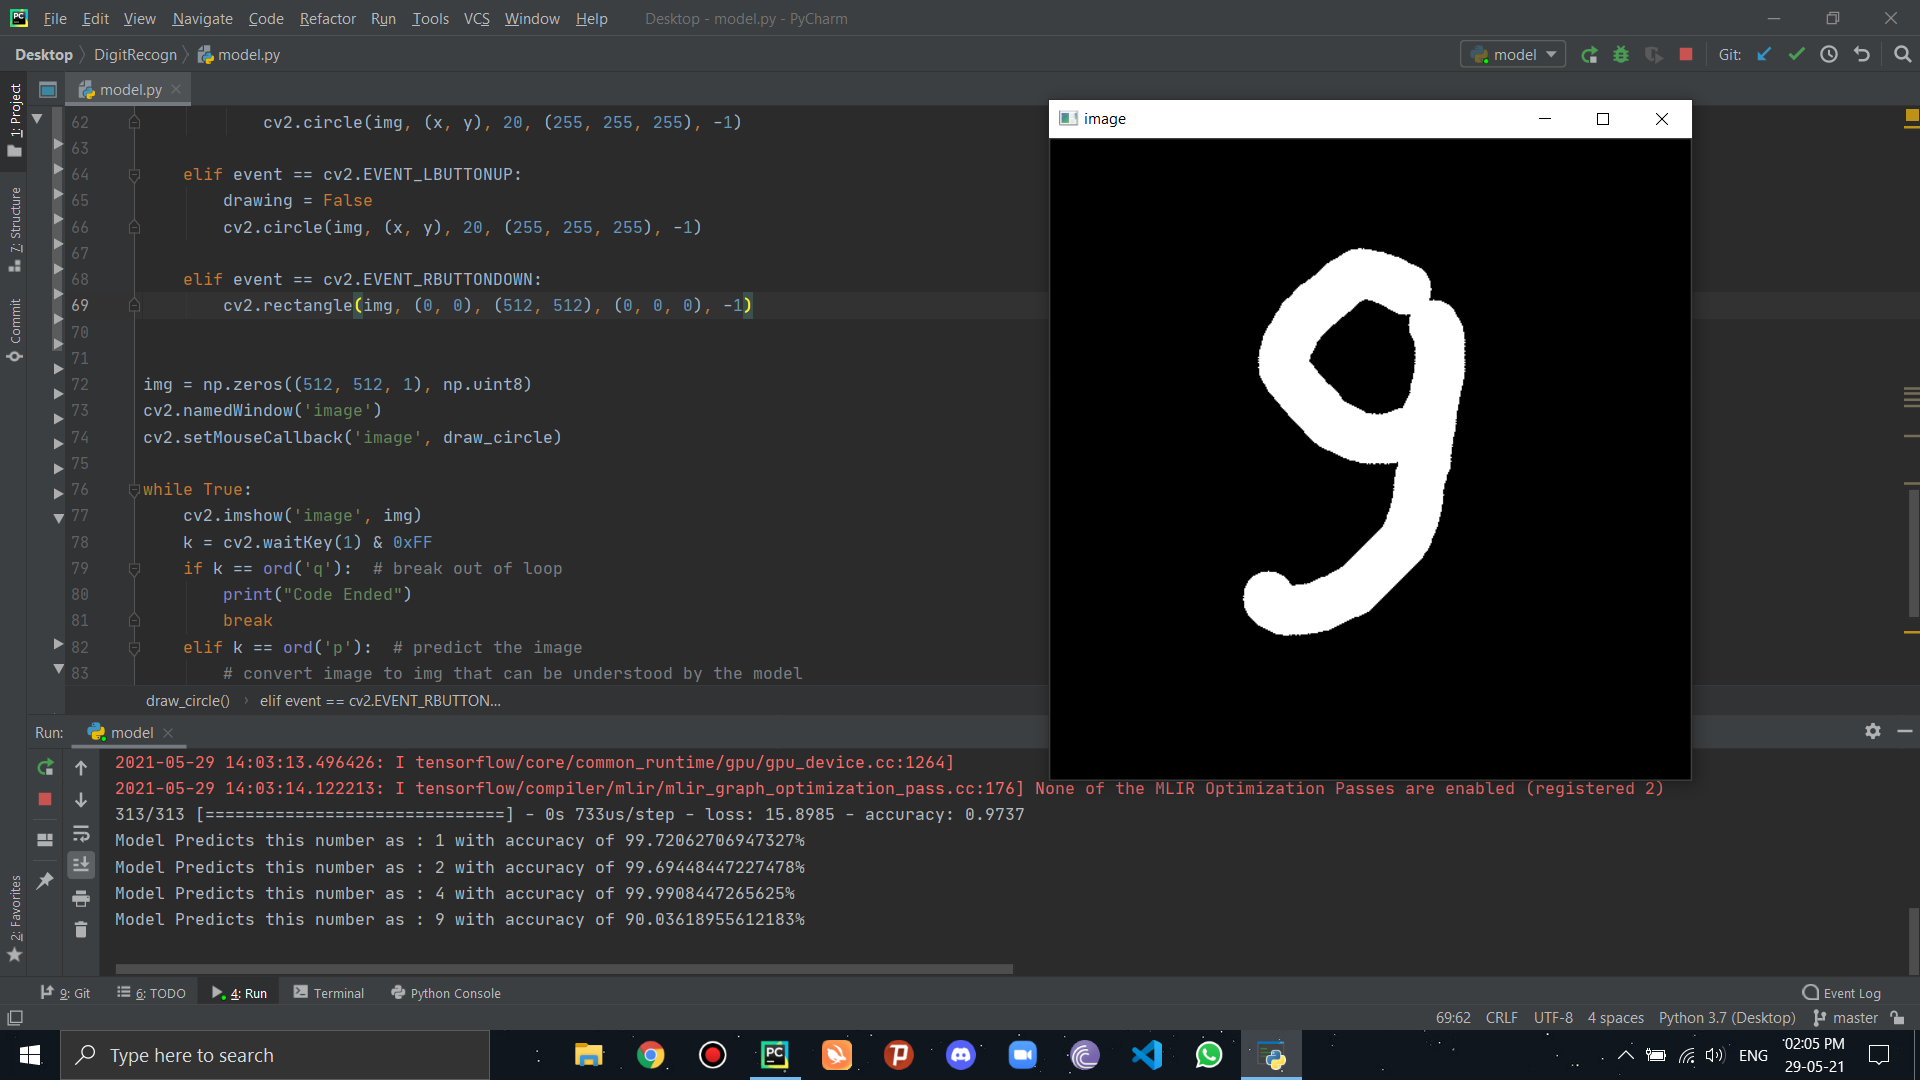 File Edit View Navigate Code Refactor Run Tools VCS Window Help Desktop - model.py - PyCharm
Desktop DigitRecogn model.py model Git:
1: Project
7: Structure
Commit
2: Favorites
model.py
62 cv2.circle(img, (x, y), 20, (255, 255, 255), -1)
63
64 elif event == cv2.EVENT_LBUTTONUP:
65 drawing = False
66 cv2.circle(img, (x, y), 20, (255, 255, 255), -1)
67
68 elif event == cv2.EVENT_RBUTTONDOWN:
69 cv2.rectangle(img, (0, 0), (512, 512), (0, 0, 0), -1)
70
71
72 img = np.zeros((512, 512, 1), np.uint8)
73 cv2.namedWindow('image')
74 cv2.setMouseCallback('image', draw_circle)
75
76 while True:
77 cv2.imshow('image', img)
78 k = cv2.waitKey(1) & 0xFF
79 if k == ord('q'): # break out of loop
80 print("Code Ended")
81 break
82 elif k == ord('p'): # predict the image
83 # convert image to img that can be understood by the model
draw_circle() elif event == cv2.EVENT_RBUTTON...
image
9
Run: model
2021-05-29 14:03:13.496426: I tensorflow/core/common_runtime/gpu/gpu_device.cc:1264]
2021-05-29 14:03:14.122213: I tensorflow/compiler/mlir/mlir_graph_optimization_pass.cc:176] None of the MLIR Optimization Passes are enabled (registered 2)
313/313 [==============================] - 0s 733us/step - loss: 15.8985 - accuracy: 0.9737
Model Predicts this number as : 1 with accuracy of 99.72062706947327%
Model Predicts this number as : 2 with accuracy of 99.69448447227478%
Model Predicts this number as : 4 with accuracy of 99.9908447265625%
Model Predicts this number as : 9 with accuracy of 90.03618955612183%
9: Git 6: TODO 4: Run Terminal Python Console Event Log
69:62 CRLF UTF-8 4 spaces Python 3.7 (Desktop) master
Type here to search
ENG
02:05 PM
29-05-21